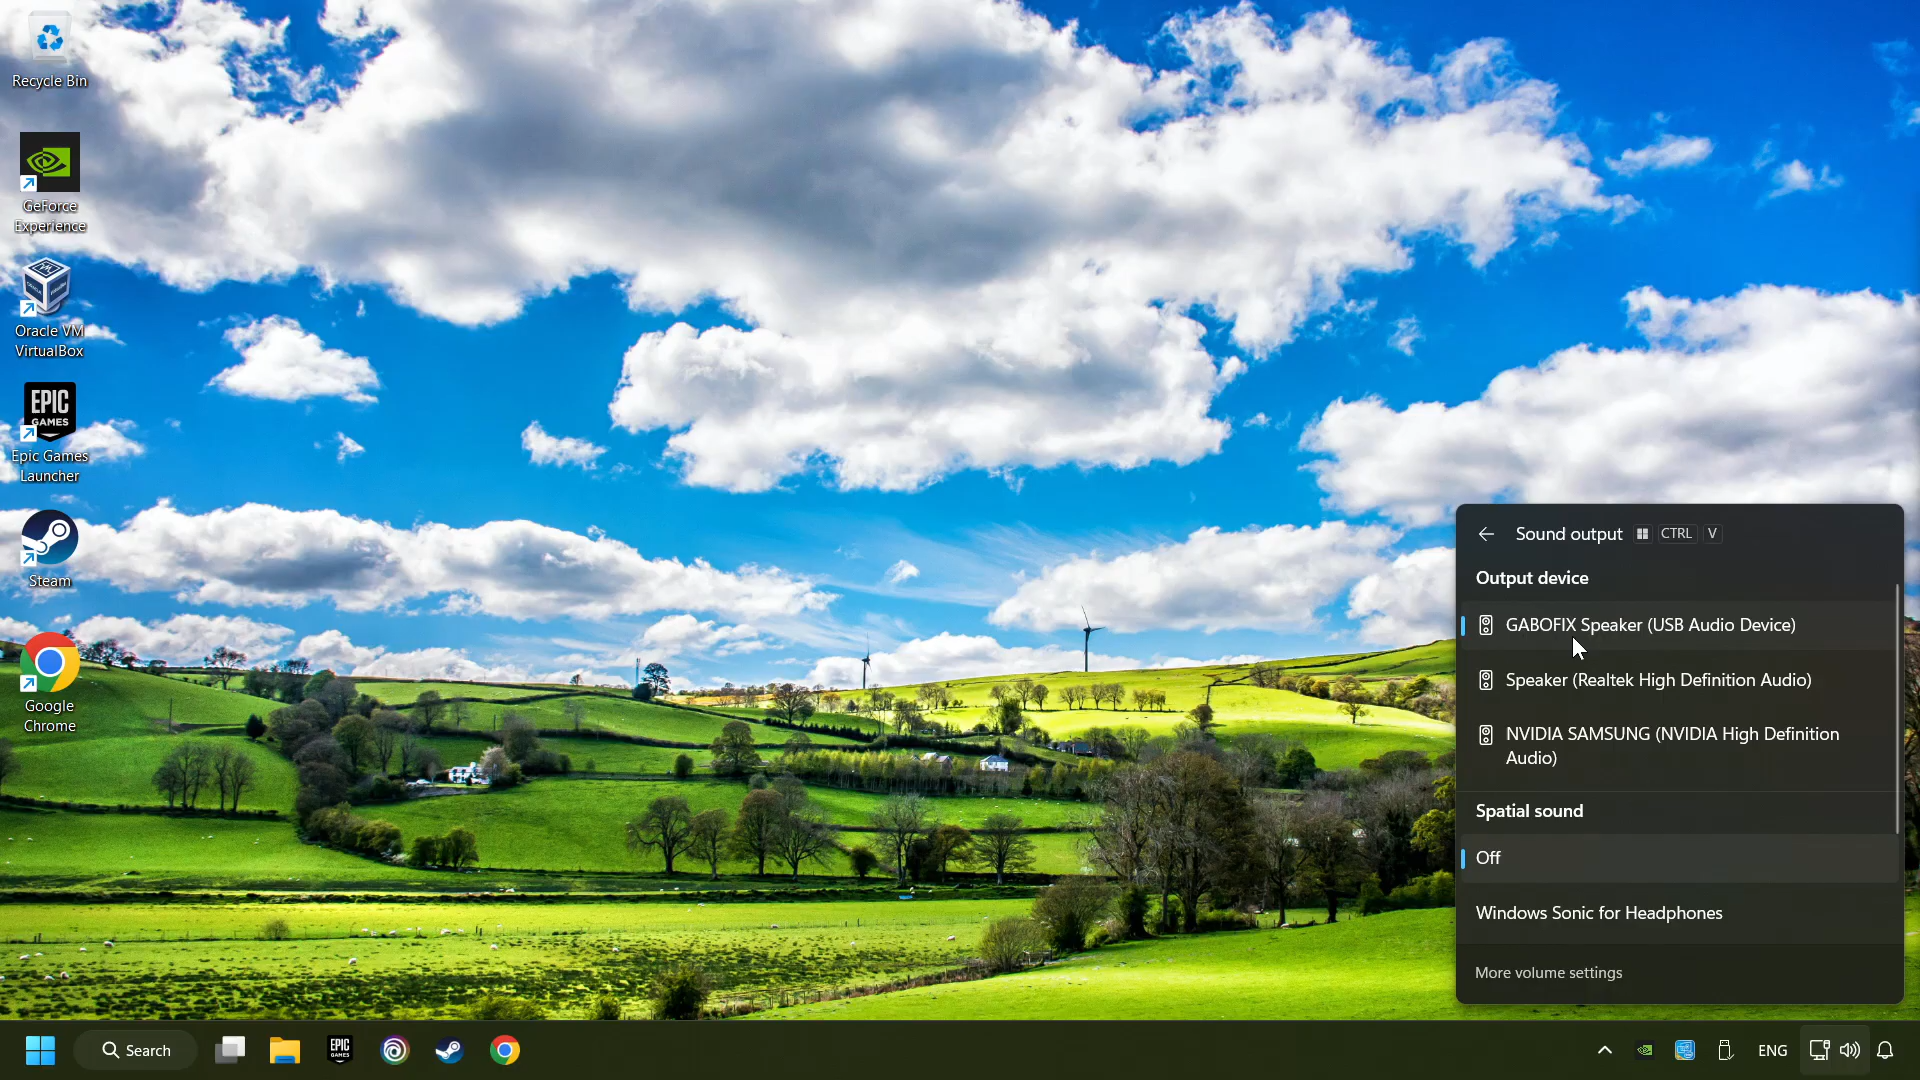 Recycle Bin
GeForce
Experience
Oracle VM
VirtualBox
EPIC
GAMES
Epic Games
Launcher
Steam
Google
Chrome
Sound output CTRL V
Output device
GABOFIX Speaker (USB Audio Device)
Speaker (Realtek High Definition Audio)
NVIDIA SAMSUNG (NVIDIA High Definition
Audio)
Spatial sound
Off
Windows Sonic for Headphones
More volume settings
Search
EPIC
GAMES
ENG